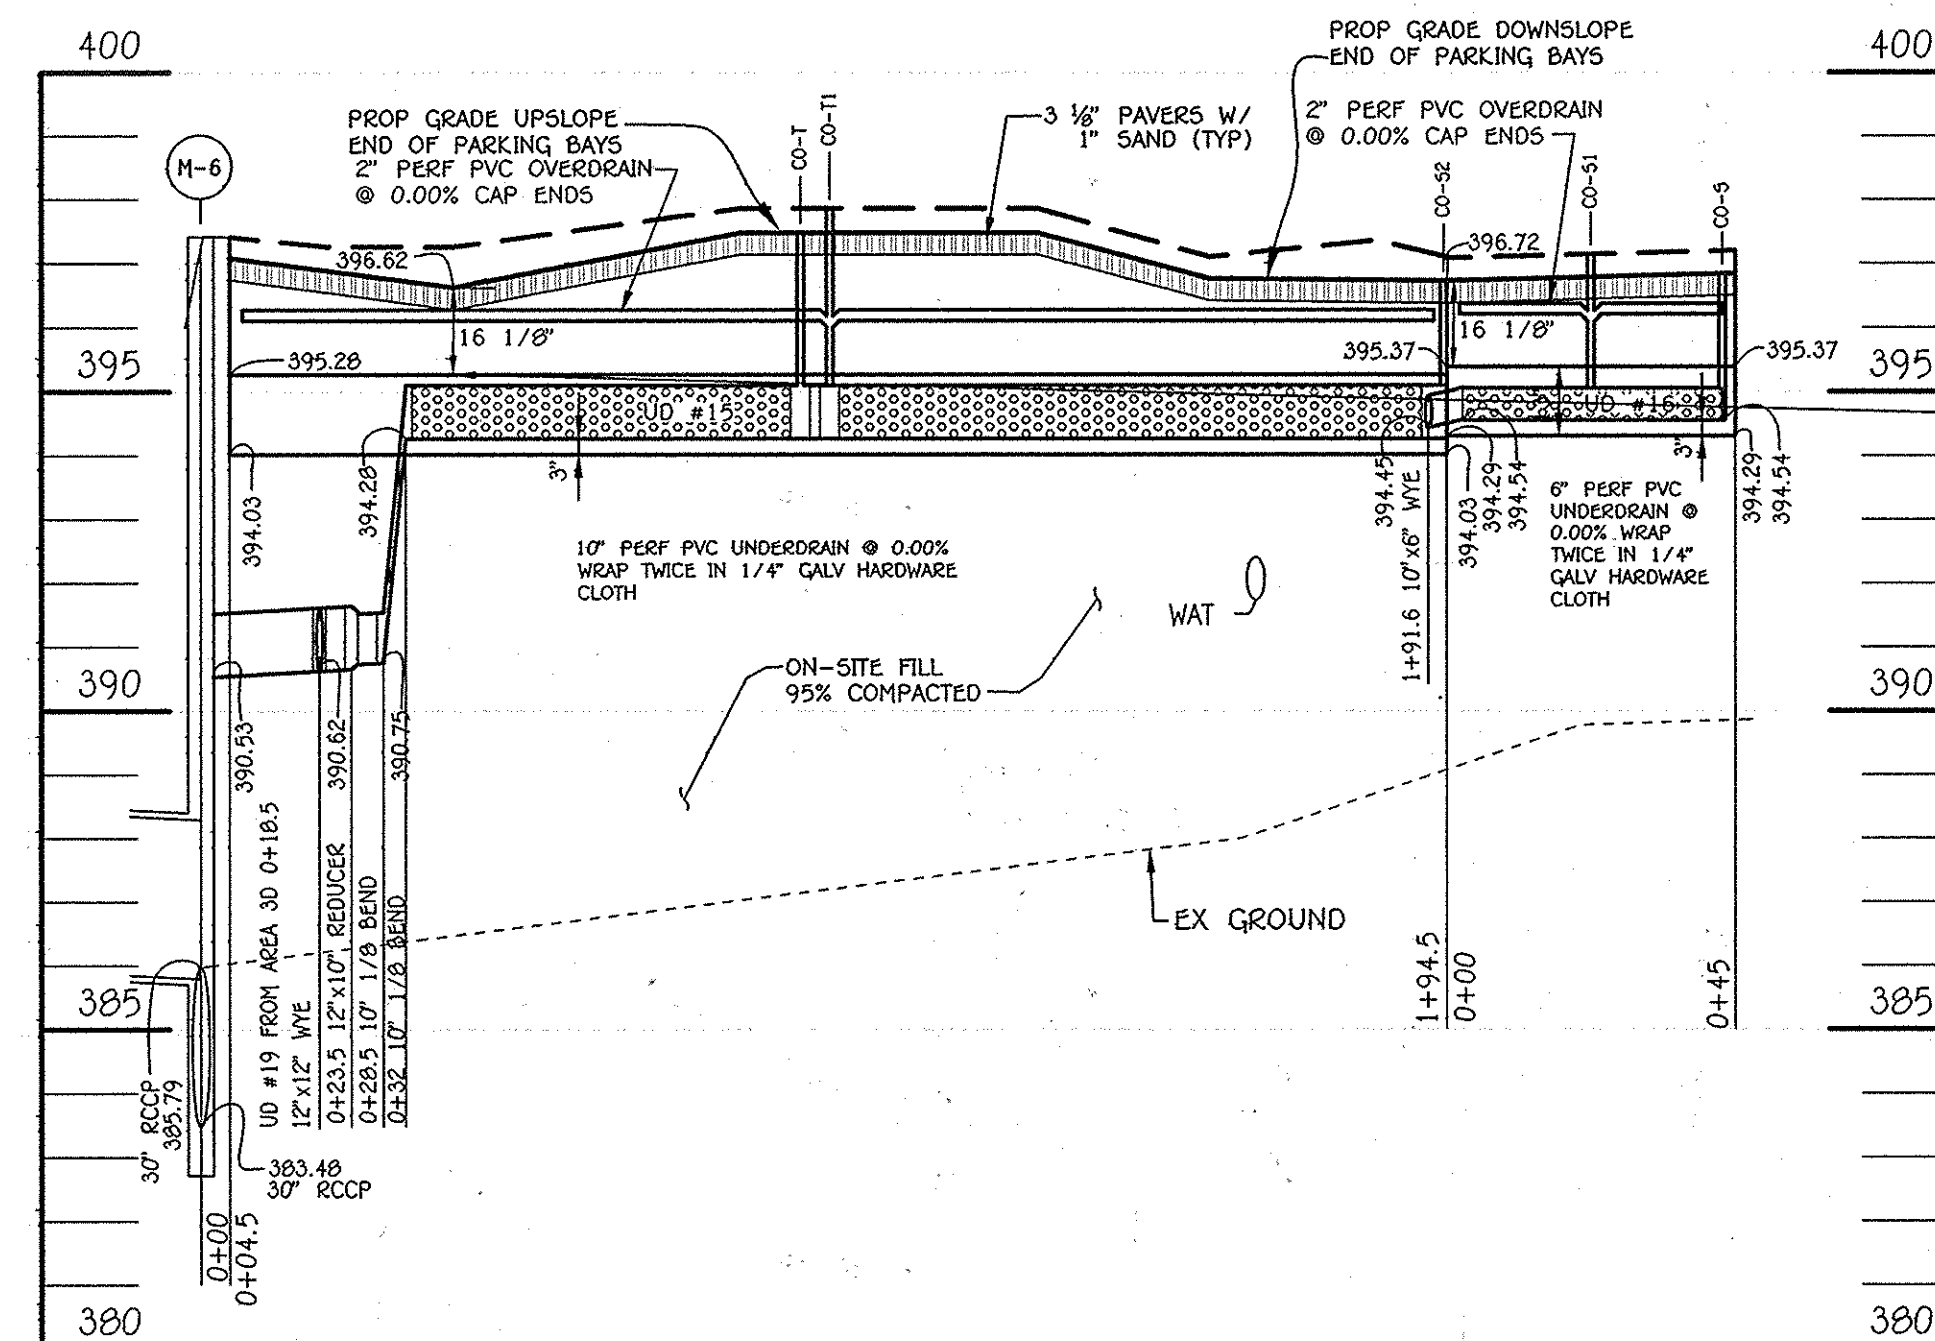 400
400
PROP GRADE DOWNSLOPE
END OF PARKING BAYS
PROP GRADE UPSLOPE
END OF PARKING BAYS
2" PERF PVC OVERDRAIN
@ 0.00% CAP ENDS
3 1/8" PAVERS W/
1" SAND (TYP)
2" PERF PVC OVERDRAIN
@ 0.00% CAP ENDS
M-6
CO-T
CO-T1
CO-S2
CO-S1
CO-S
396.62
396.72
16 1/8"
16 1/8"
395
395.28
395.37
395.37
395
UD #15
UD #16
3"
3"
394.03
394.28
394.45
1+91.6 10"x6" WYE
394.03
394.29
394.54
394.29
394.54
10" PERF PVC UNDERDRAIN @ 0.00%
WRAP TWICE IN 1/4" GALV HARDWARE
CLOTH
6" PERF PVC
UNDERDRAIN @
0.00% WRAP
TWICE IN 1/4"
GALV HARDWARE
CLOTH
WAT
ON-SITE FILL
95% COMPACTED
390
390
390.53
390.62
390.75
UD #19 FROM AREA 3D 0+18.5
12"x12" WYE
0+23.5 12"x10" REDUCER
0+28.5 10" 1/8 BEND
0+32 10" 1/8 BEND
EX GROUND
1+94.5
0+00
0+45
385
385
30" RCCP
385.79
383.48
30" RCCP
0+00
0+04.5
380
380